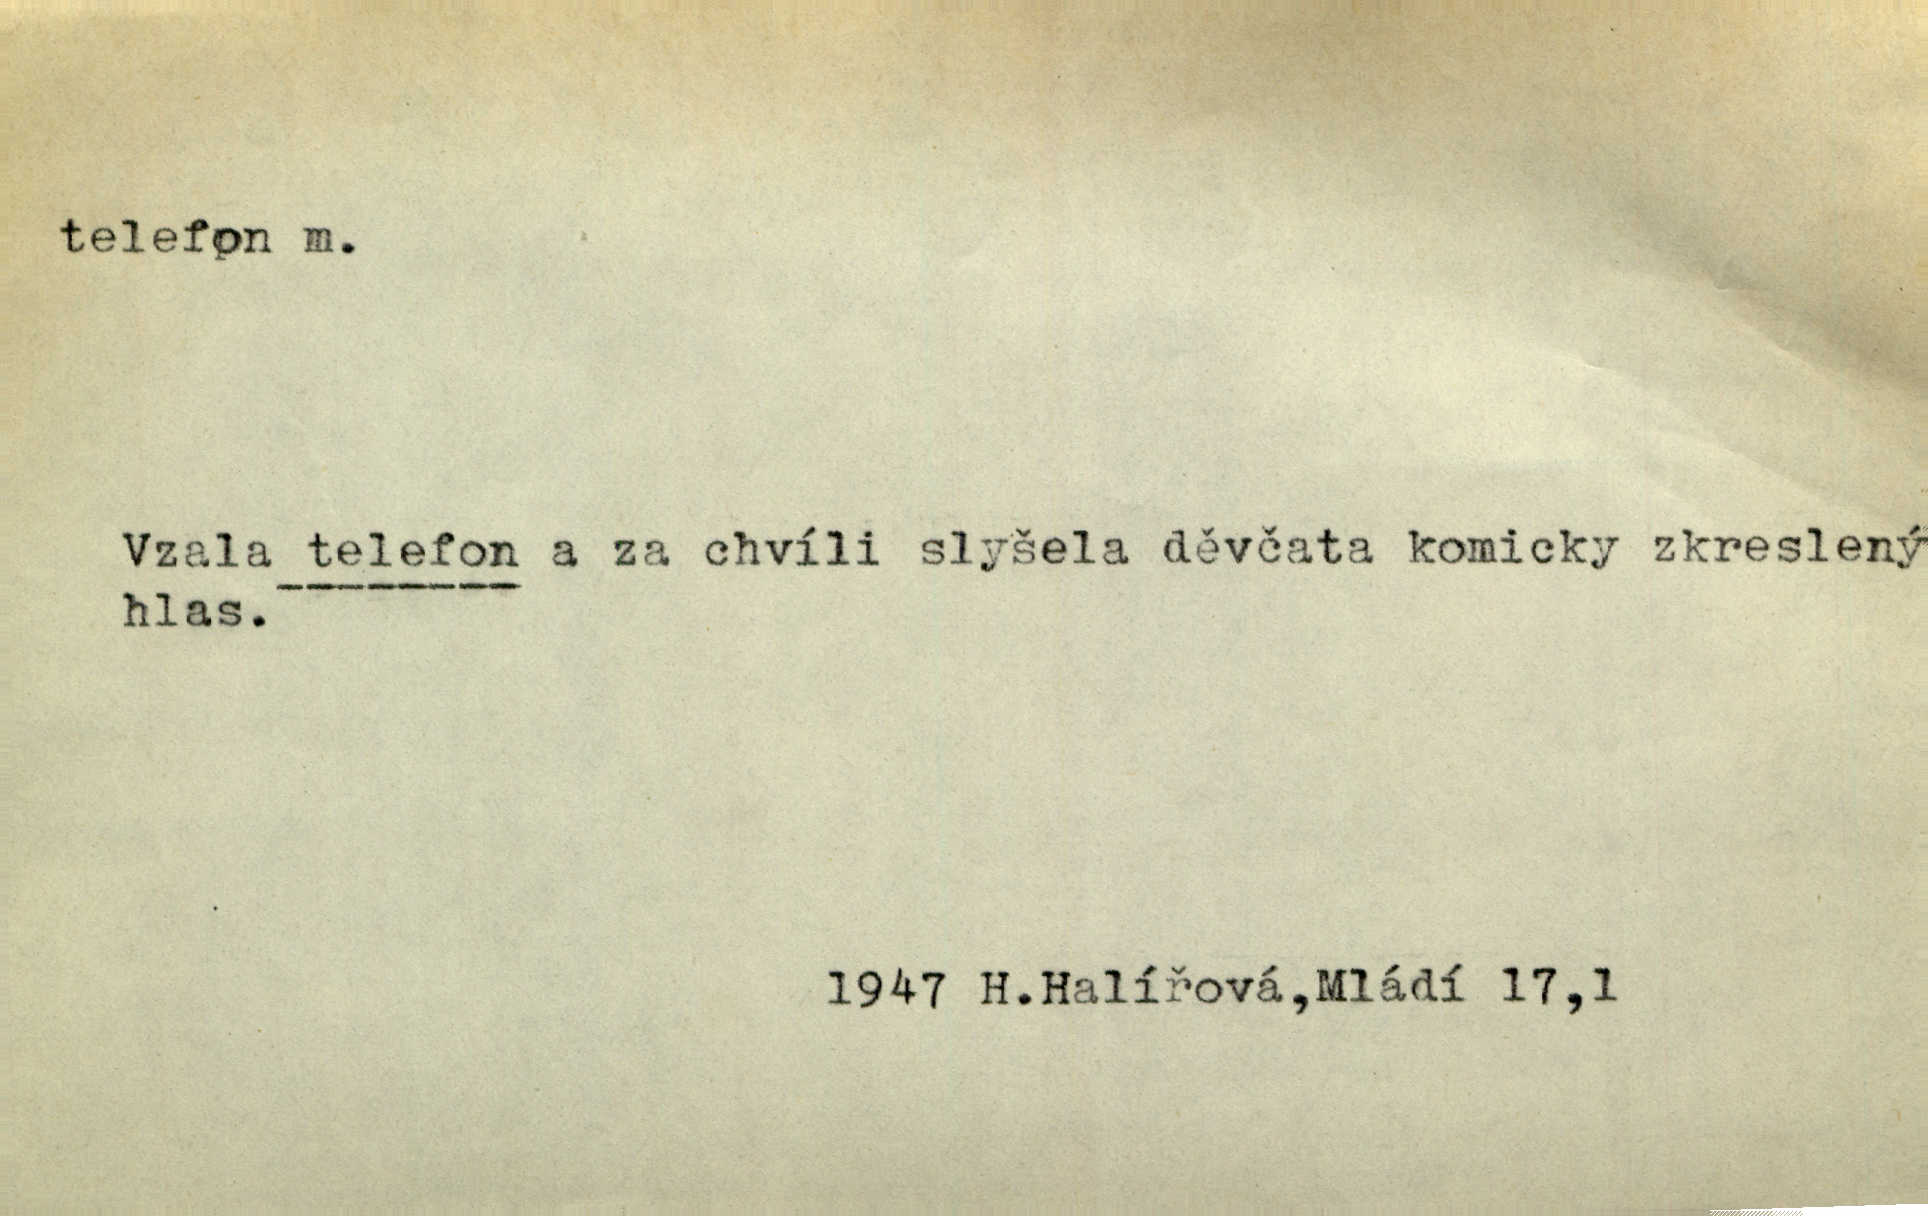 telefon m.
Vzala telefon a za chvíli slyšela děvčata komicky zkreslený
hlas.
1947 H.Halířová,Mládí 17,1